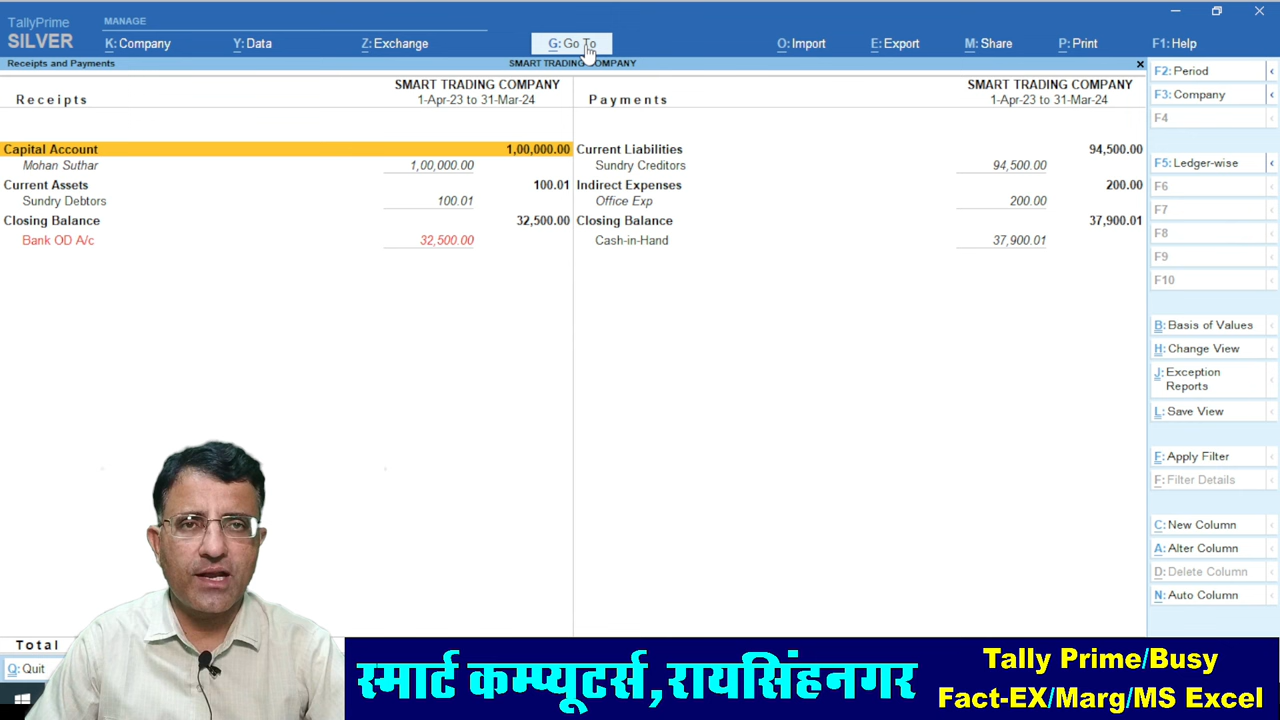 TallyPrime
SILVER
MANAGE
K: Company
Y: Data
Z: Exchange
G: Go To
O: Import
E: Export
M: Share
P: Print
F1: Help
Receipts and Payments
SMART TRADING COMPANY
Receipts
SMART TRADING COMPANY
1-Apr-23 to 31-Mar-24
Payments
SMART TRADING COMPANY
1-Apr-23 to 31-Mar-24
Capital Account 1,00,000.00
Mohan Suthar 1,00,000.00
Current Assets 100.01
Sundry Debtors 100.01
Closing Balance 32,500.00
Bank OD A/c 32,500.00
Current Liabilities 94,500.00
Sundry Creditors 94,500.00
Indirect Expenses 200.00
Office Exp 200.00
Closing Balance 37,900.01
Cash-in-Hand 37,900.01
Total
Q: Quit
F2: Period
F3: Company
F4
F5: Ledger-wise
F6
F7
F8
F9
F10
B: Basis of Values
H: Change View
J: Exception
Reports
L: Save View
F: Apply Filter
F: Filter Details
C: New Column
A: Alter Column
D: Delete Column
N: Auto Column
स्मार्ट कम्प्यूटर्स,रायसिंहनगर
Tally Prime/Busy
Fact-EX/Marg/MS Excel